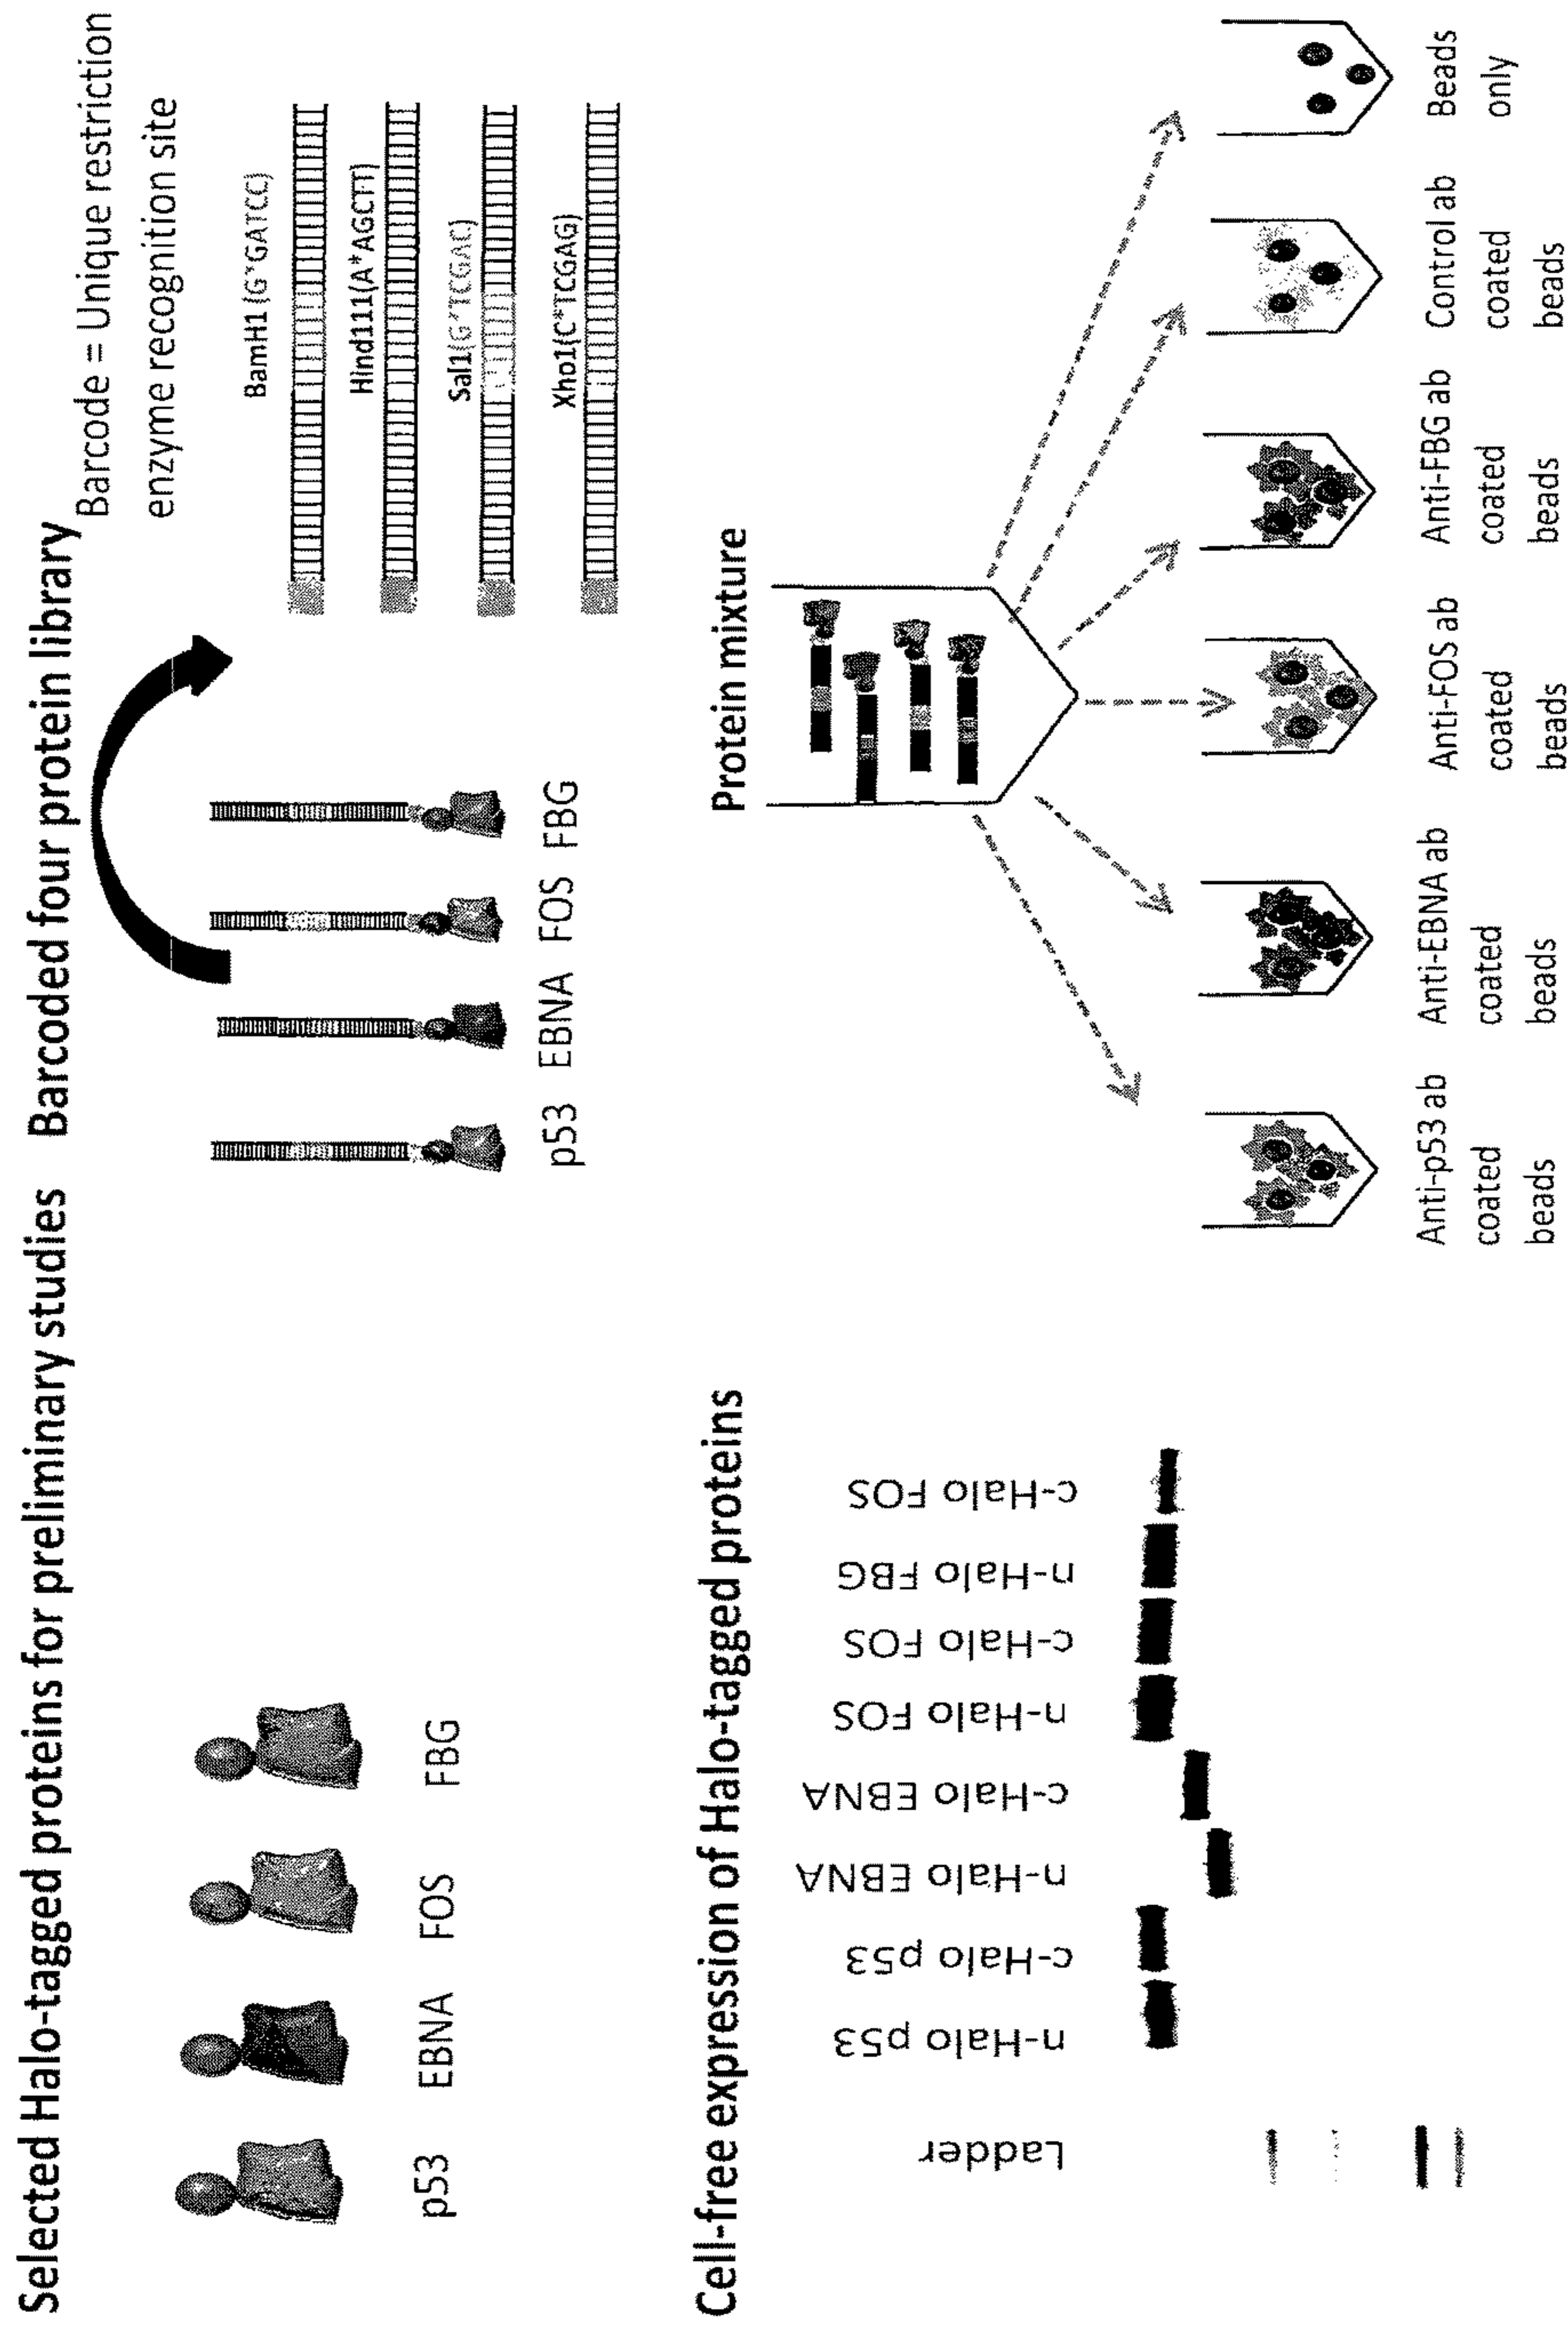 Selected Halo-tagged proteins for preliminary studies
p53 EBNA FOS FBG
Barcoded four protein library
p53 EBNA FOS FBG
Barcode = Unique restriction
enzyme recognition site
BamH1(G*GATCC)
Hind111(A*AGCTT)
Sal1(G*TCGAC)
Xho1(C*TCGAG)
Cell-free expression of Halo-tagged proteins
Ladder
n-Halo p53
c-Halo p53
n-Halo EBNA
c-Halo EBNA
n-Halo FOS
c-Halo FOS
n-Halo FBG
c-Halo FOS
Protein mixture
Anti-p53 ab
coated
beads
Anti-EBNA ab
coated
beads
Anti-FOS ab
coated
beads
Anti-FBG ab
coated
beads
Control ab
coated
beads
Beads
only